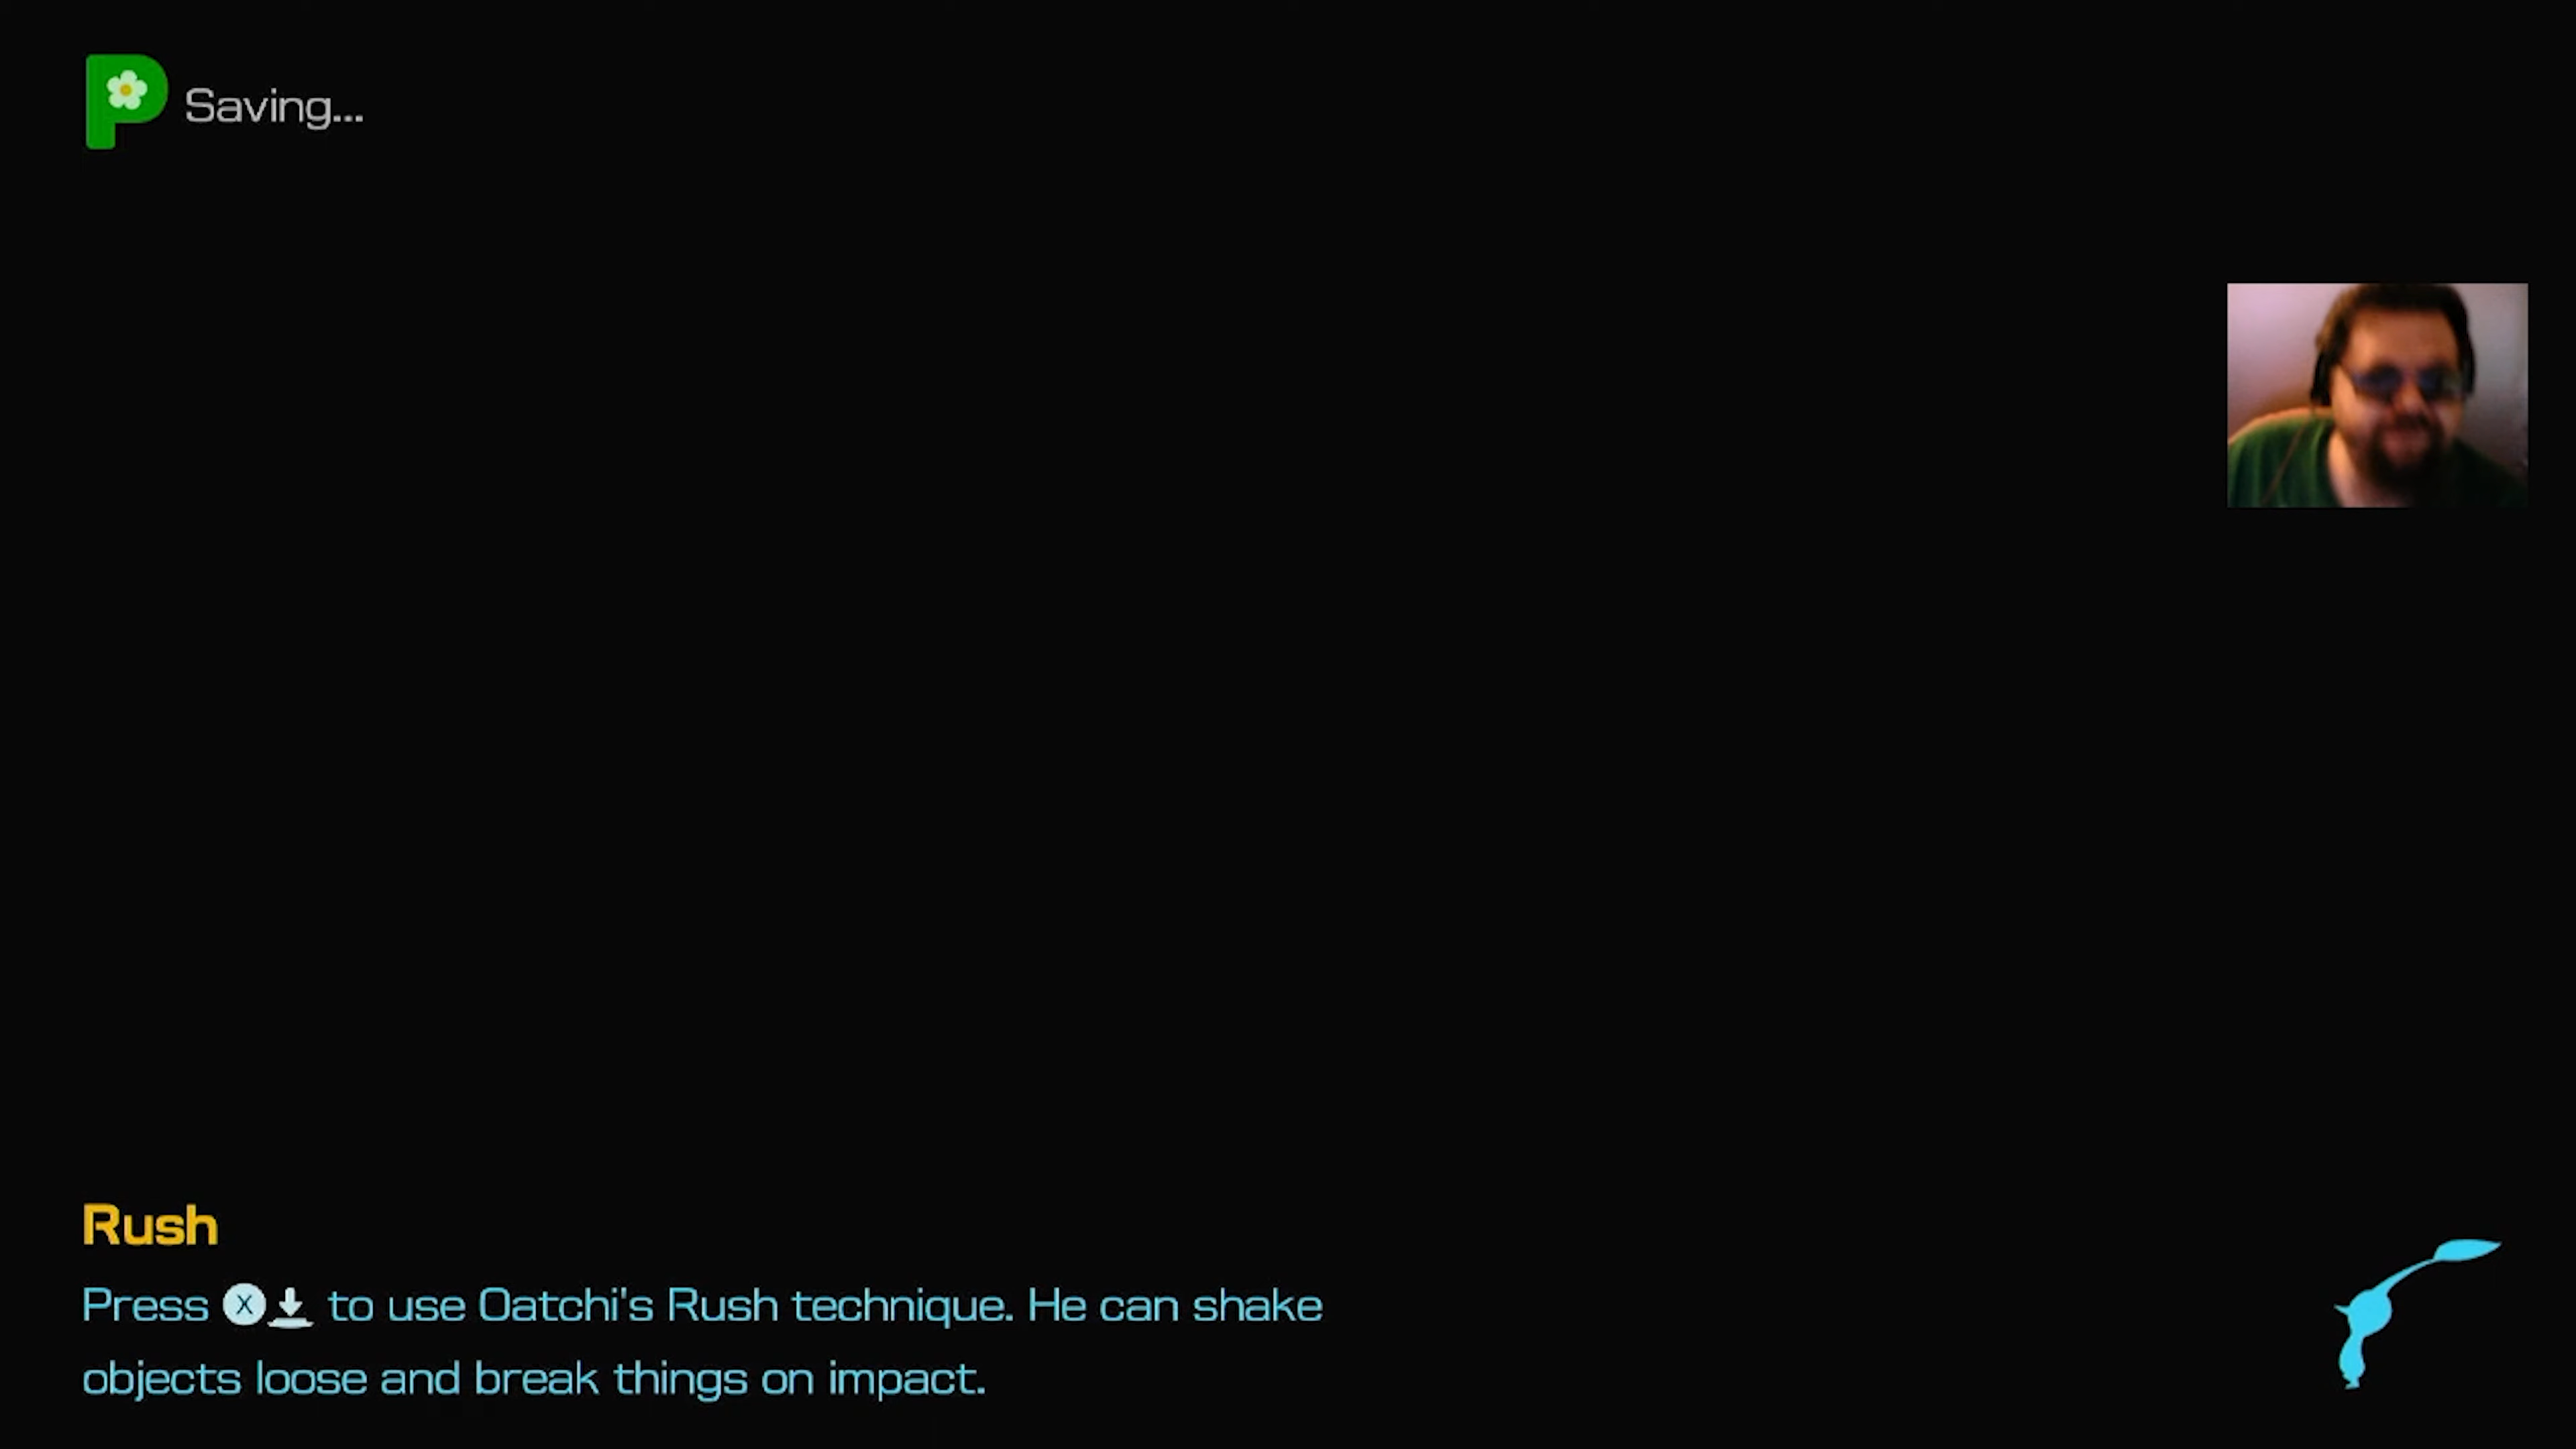 P Saving...
Rush
Press X to use Oatchi's Rush technique. He can shake
objects loose and break things on impact.